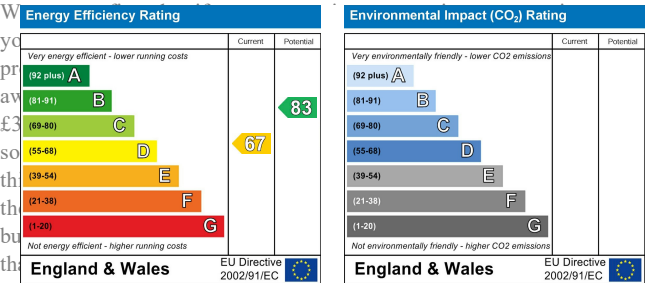 Energy Efficiency Rating
Current
Potential
Very energy efficient - lower running costs
(92 plus) A
(81-91) B
(69-80) C
(55-68) D
(39-54) E
(21-38) F
(1-20) G
67
83
Not energy efficient - higher running costs
England & Wales
EU Directive
2002/91/EC
Environmental Impact (CO₂) Rating
Current
Potential
Very environmentally friendly - lower CO2 emissions
(92 plus) A
(81-91) B
(69-80) C
(55-68) D
(39-54) E
(21-38) F
(1-20) G
Not environmentally friendly - higher CO2 emissions
England & Wales
EU Directive
2002/91/EC